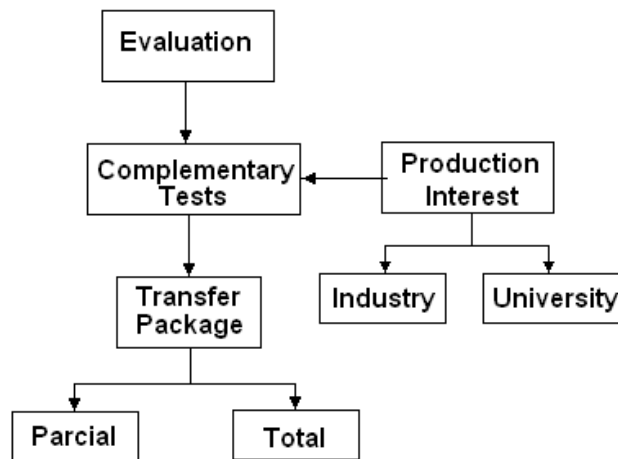 Evaluation
Complementary
Tests
Production
Interest
Transfer
Package
Industry
University
Parcial
Total